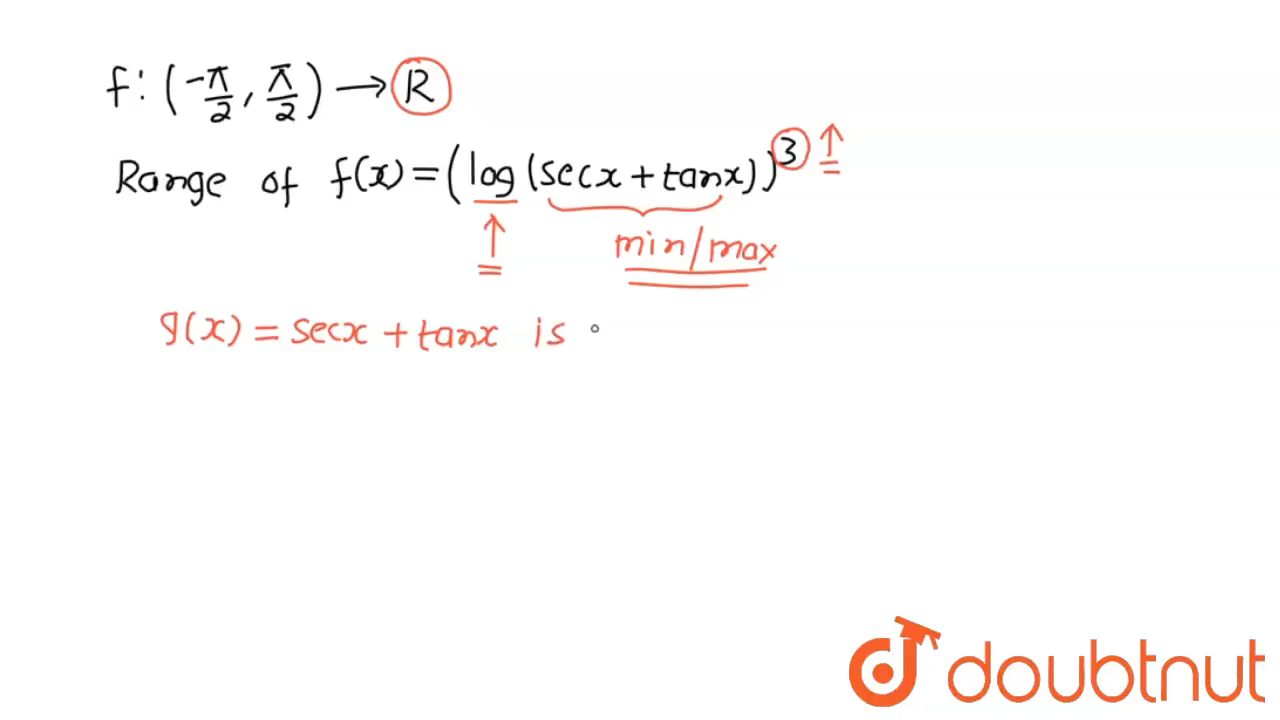 f: (-π/2, π/2) → R
Range of f(x) = (log(secx + tanx))^3 ↑
↑ min/max
g(x) = secx + tanx is
doubtnut